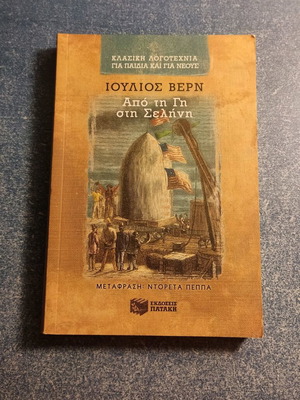 ΚΛΑΣΙΚΗ ΛΟΓΟΤΕΧΝΙΑ
ΓΙΑ ΠΑΙΔΙΑ ΚΑΙ ΓΙΑ ΝΕΟΥΣ
ΙΟΥΛΙΟΣ ΒΕΡΝ
Από τη Γη
στη Σελήνη
ΜΕΤΑΦΡΑΣΗ: ΝΤΟΡΕΤΑ ΠΕΠΠΑ
ΕΚΔΟΣΕΙΣ
ΠΑΤΑΚΗ